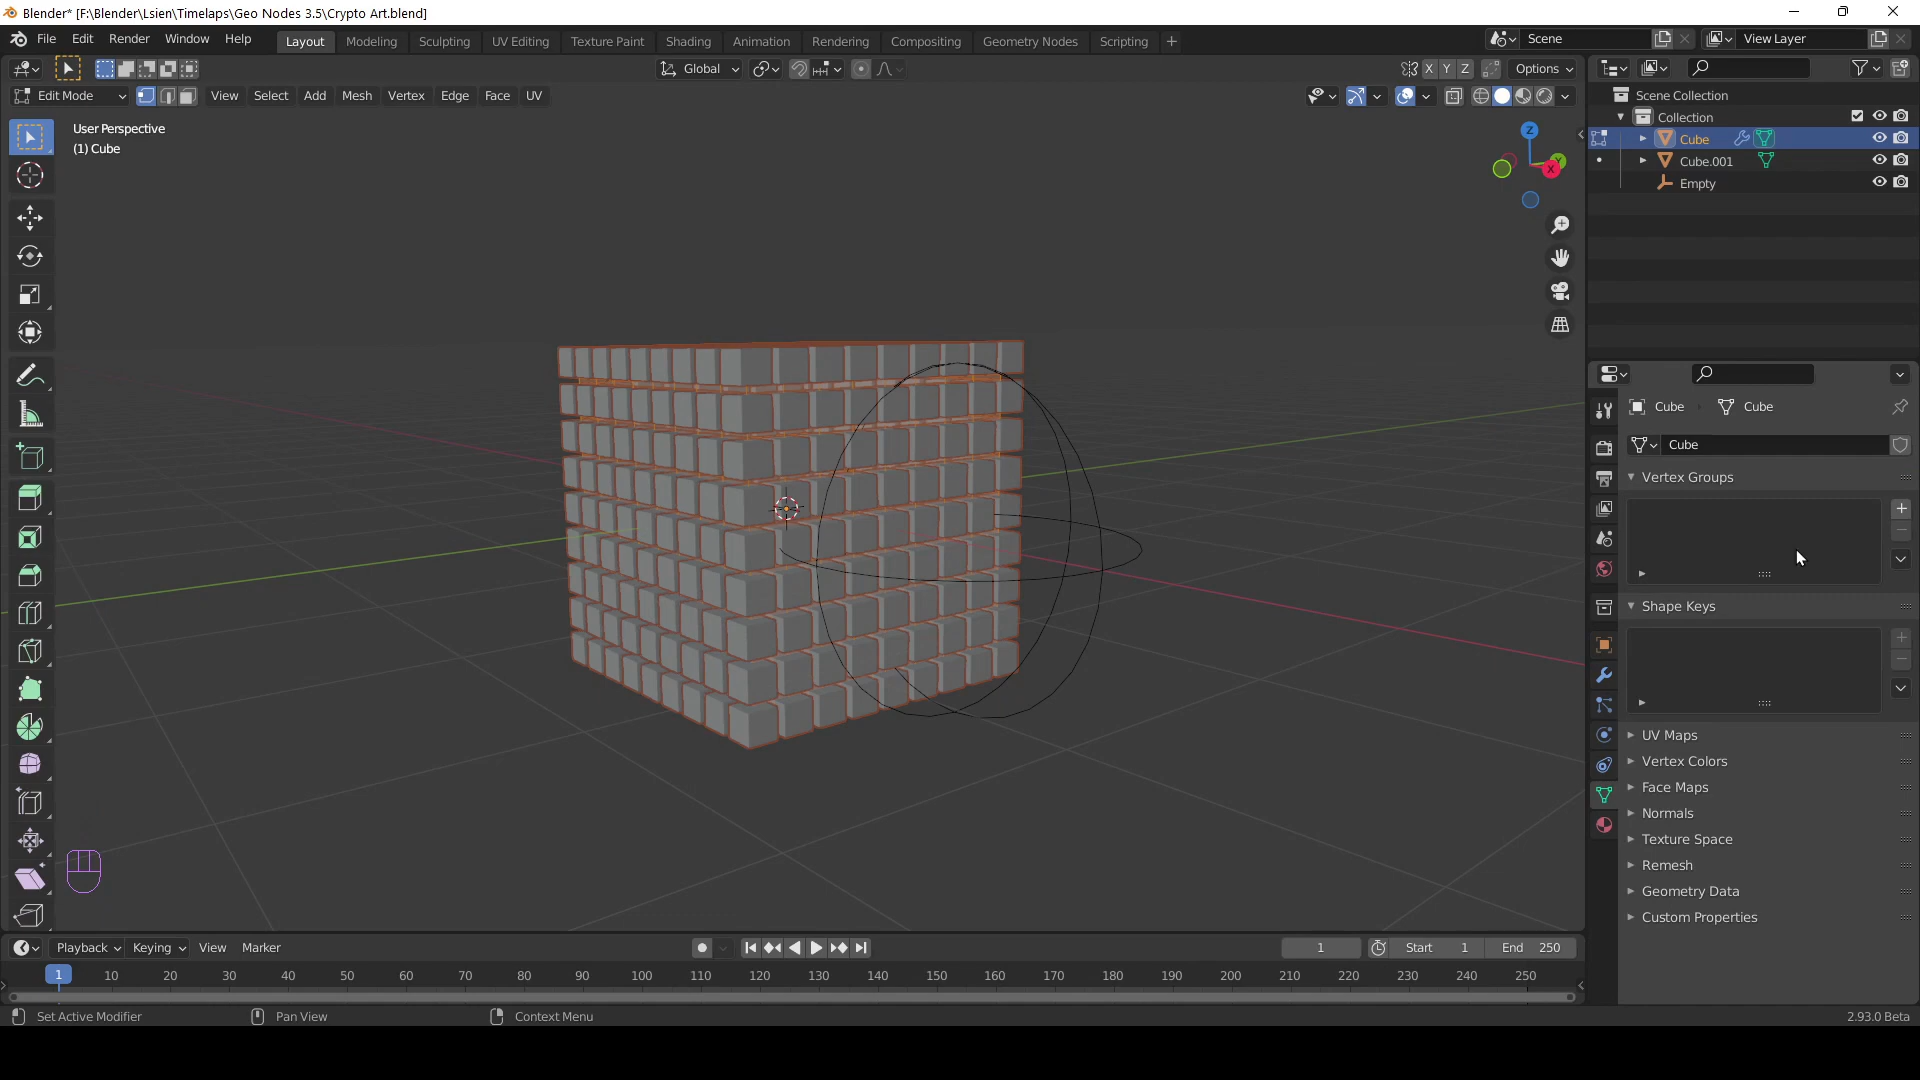 Blender* [F:\Blender\Lsien\Timelaps\Geo Nodes 3.5\Crypto Art.blend]
File Edit Render Window Help Layout Modeling Sculpting UV Editing Texture Paint Shading Animation Rendering Compositing Geometry Nodes Scripting + Scene View Layer
Global X Y Z Options
Edit Mode View Select Add Mesh Vertex Edge Face UV
User Perspective
(1) Cube
Z
Y
X
Scene Collection
Collection
Cube
Cube.001
Empty
Cube Cube
Cube
Vertex Groups
Shape Keys
UV Maps
Vertex Colors
Face Maps
Normals
Texture Space
Remesh
Geometry Data
Custom Properties
Playback Keying View Marker 1 Start 1 End 250
1 10 20 30 40 50 60 70 80 90 100 110 120 130 140 150 160 170 180 190 200 210 220 230 240 250
Set Active Modifier Pan View Context Menu 2.93.0 Beta